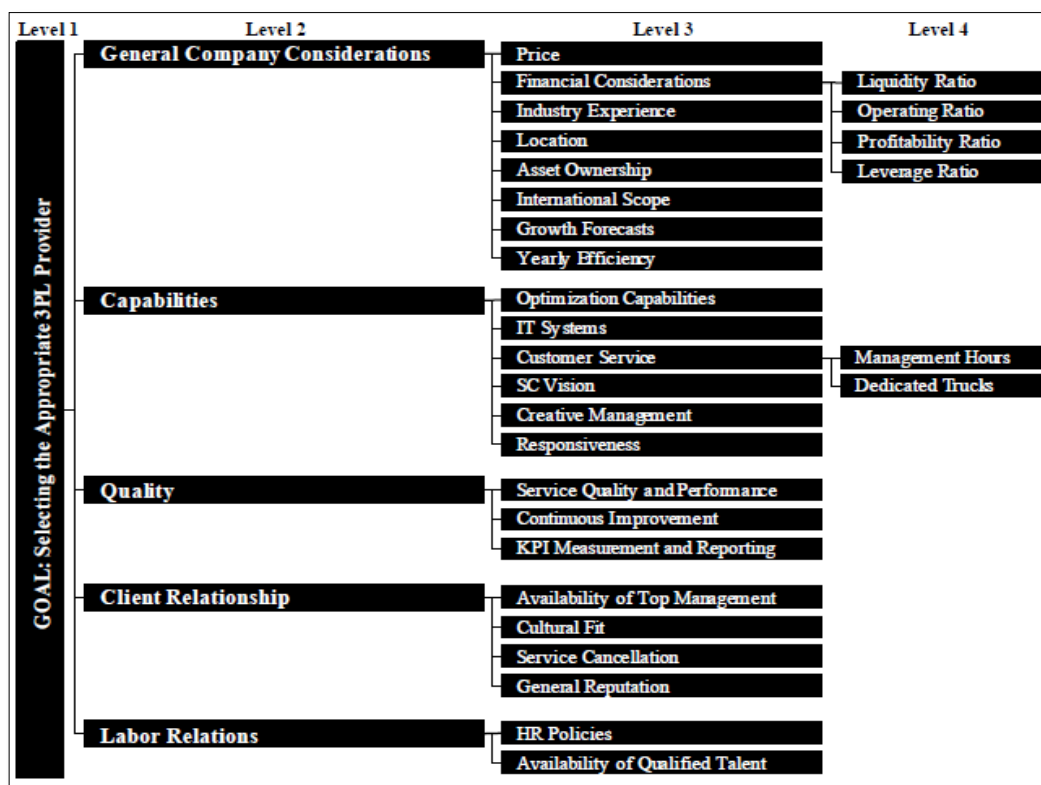 Level 1 Level 2 Level 3 Level 4
GOAL: Selecting the Appropriate 3PL Provider
General Company Considerations
Price
Financial Considerations
Liquidity Ratio
Operating Ratio
Profitability Ratio
Leverage Ratio
Industry Experience
Location
Asset Ownership
International Scope
Growth Forecasts
Yearly Efficiency
Capabilities
Optimization Capabilities
IT Systems
Customer Service
Management Hours
Dedicated Trucks
SC Vision
Creative Management
Responsiveness
Quality
Service Quality and Performance
Continuous Improvement
KPI Measurement and Reporting
Client Relationship
Availability of Top Management
Cultural Fit
Service Cancellation
General Reputation
Labor Relations
HR Policies
Availability of Qualified Talent